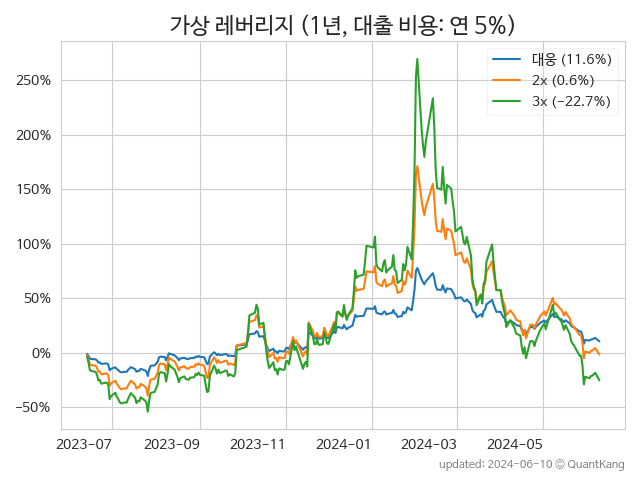 가상 레버리지 (1년, 대출 비용: 연 5%)
대웅 (11.6%)
2x (0.6%)
3x (−22.7%)
250%
200%
150%
100%
50%
0%
−50%
2023-07
2023-09
2023-11
2024-01
2024-03
2024-05
updated: 2024-06-10 © QuantKang